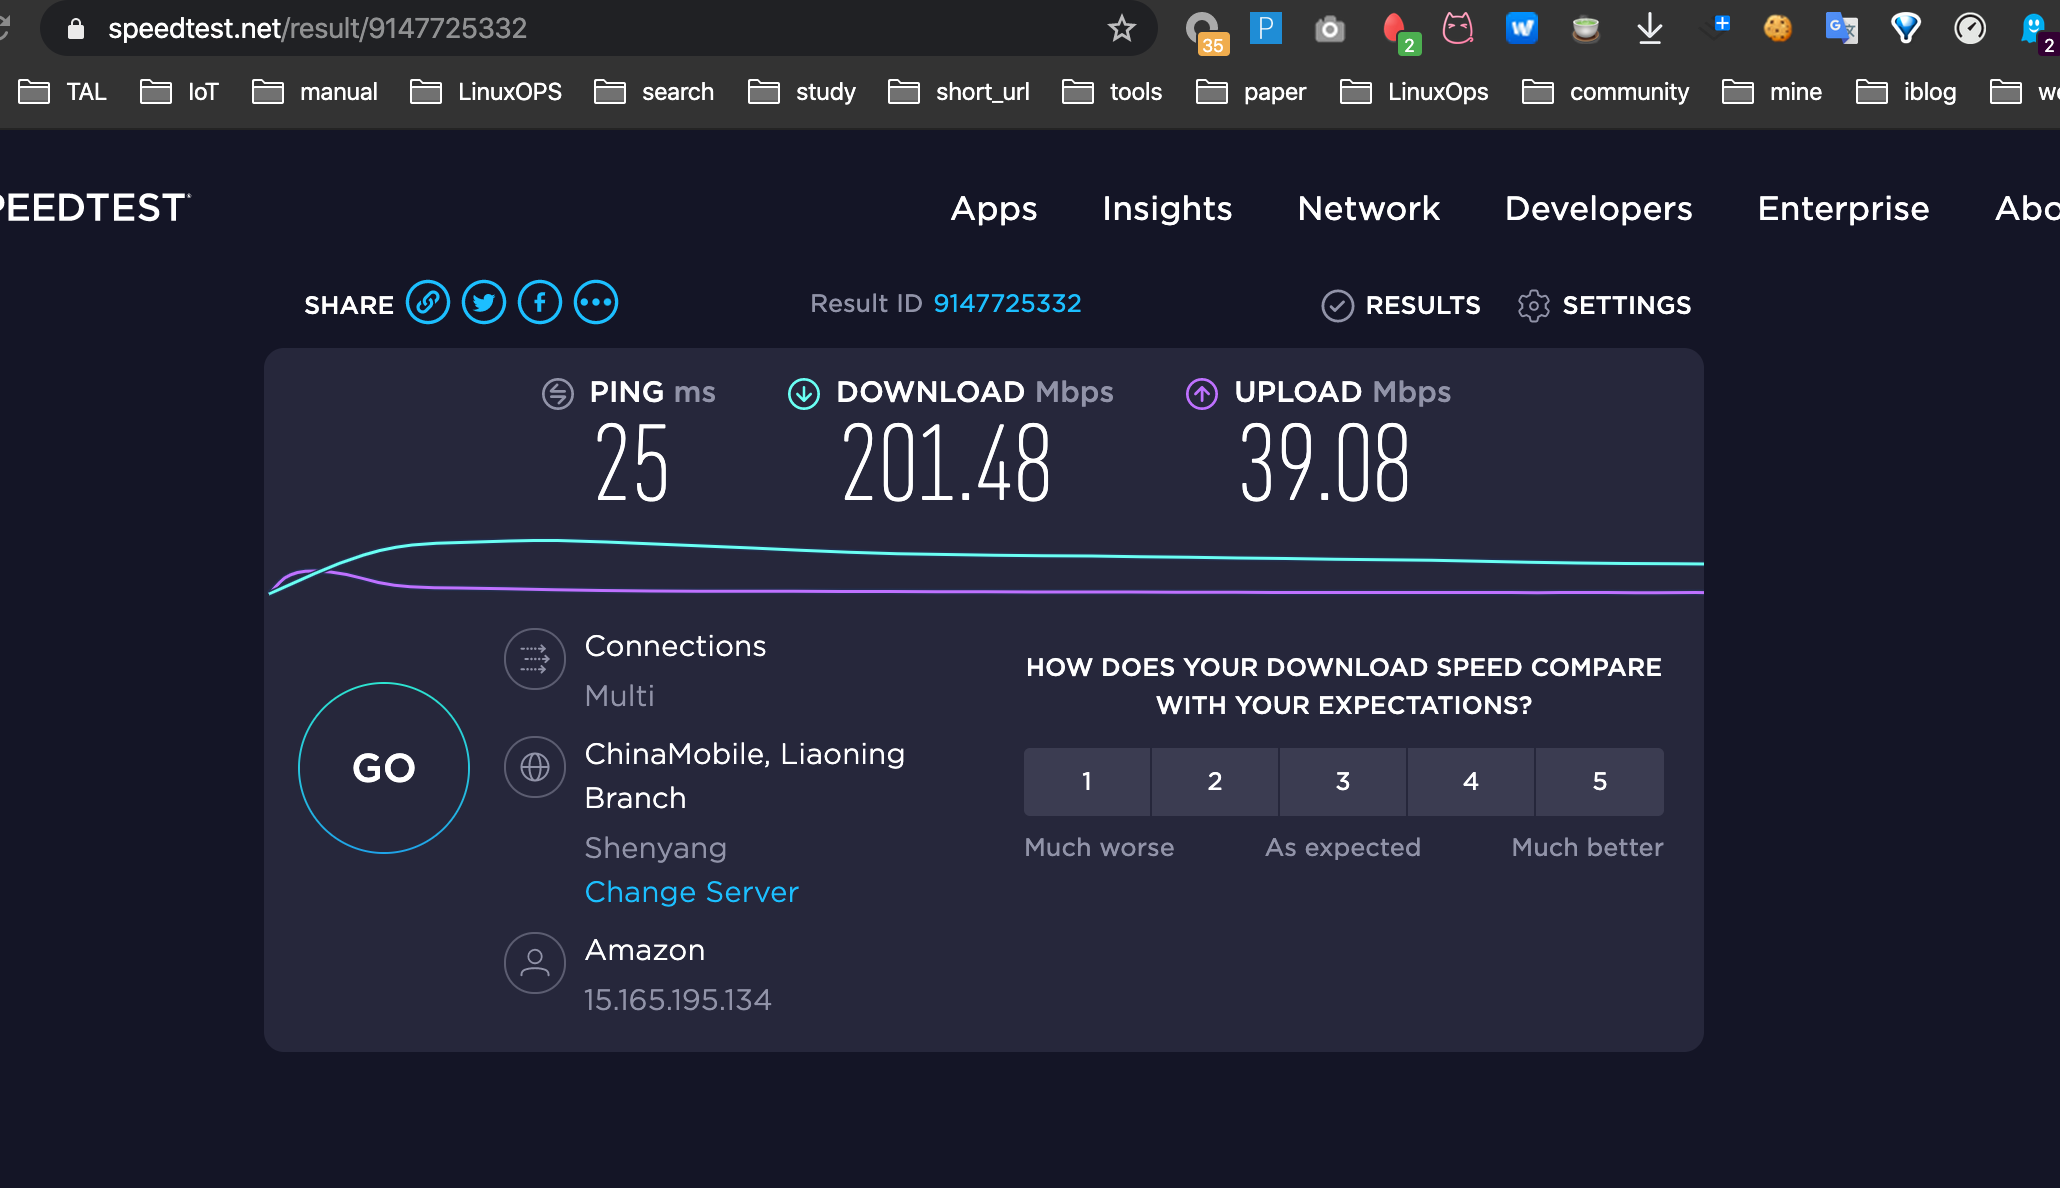 speedtest.net/result/9147725332
35
P
2
W
G
2
TAL IoT manual LinuxOPS search study short_url tools paper LinuxOps community mine iblog
PEEDTEST
Apps Insights Network Developers Enterprise Abo
SHARE
Result ID 9147725332
RESULTS SETTINGS
PING ms DOWNLOAD Mbps UPLOAD Mbps
25 201.48 39.08
GO
Connections
Multi
ChinaMobile, Liaoning
Branch
Shenyang
Change Server
Amazon
15.165.195.134
HOW DOES YOUR DOWNLOAD SPEED COMPARE
WITH YOUR EXPECTATIONS?
1 2 3 4 5
Much worse As expected Much better